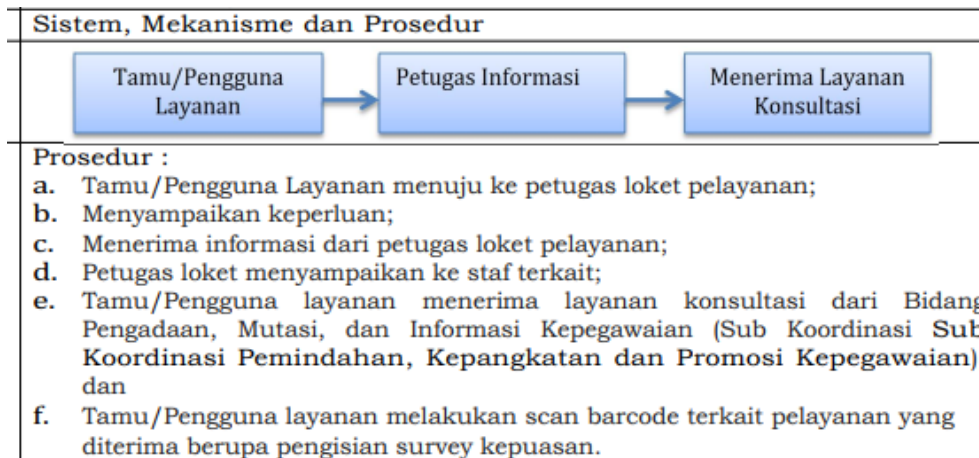 Sistem, Mekanisme dan Prosedur
Tamu/Pengguna
Layanan
Petugas Informasi
Menerima Layanan
Konsultasi
Prosedur :
a. Tamu/Pengguna Layanan menuju ke petugas loket pelayanan;
b. Menyampaikan keperluan;
c. Menerima informasi dari petugas loket pelayanan;
d. Petugas loket menyampaikan ke staf terkait;
e. Tamu/Pengguna layanan menerima layanan konsultasi dari Bidang
Pengadaan, Mutasi, dan Informasi Kepegawaian (Sub Koordinasi Sub
Koordinasi Pemindahan, Kepangkatan dan Promosi Kepegawaian)
dan
f. Tamu/Pengguna layanan melakukan scan barcode terkait pelayanan yang
diterima berupa pengisian survey kepuasan.